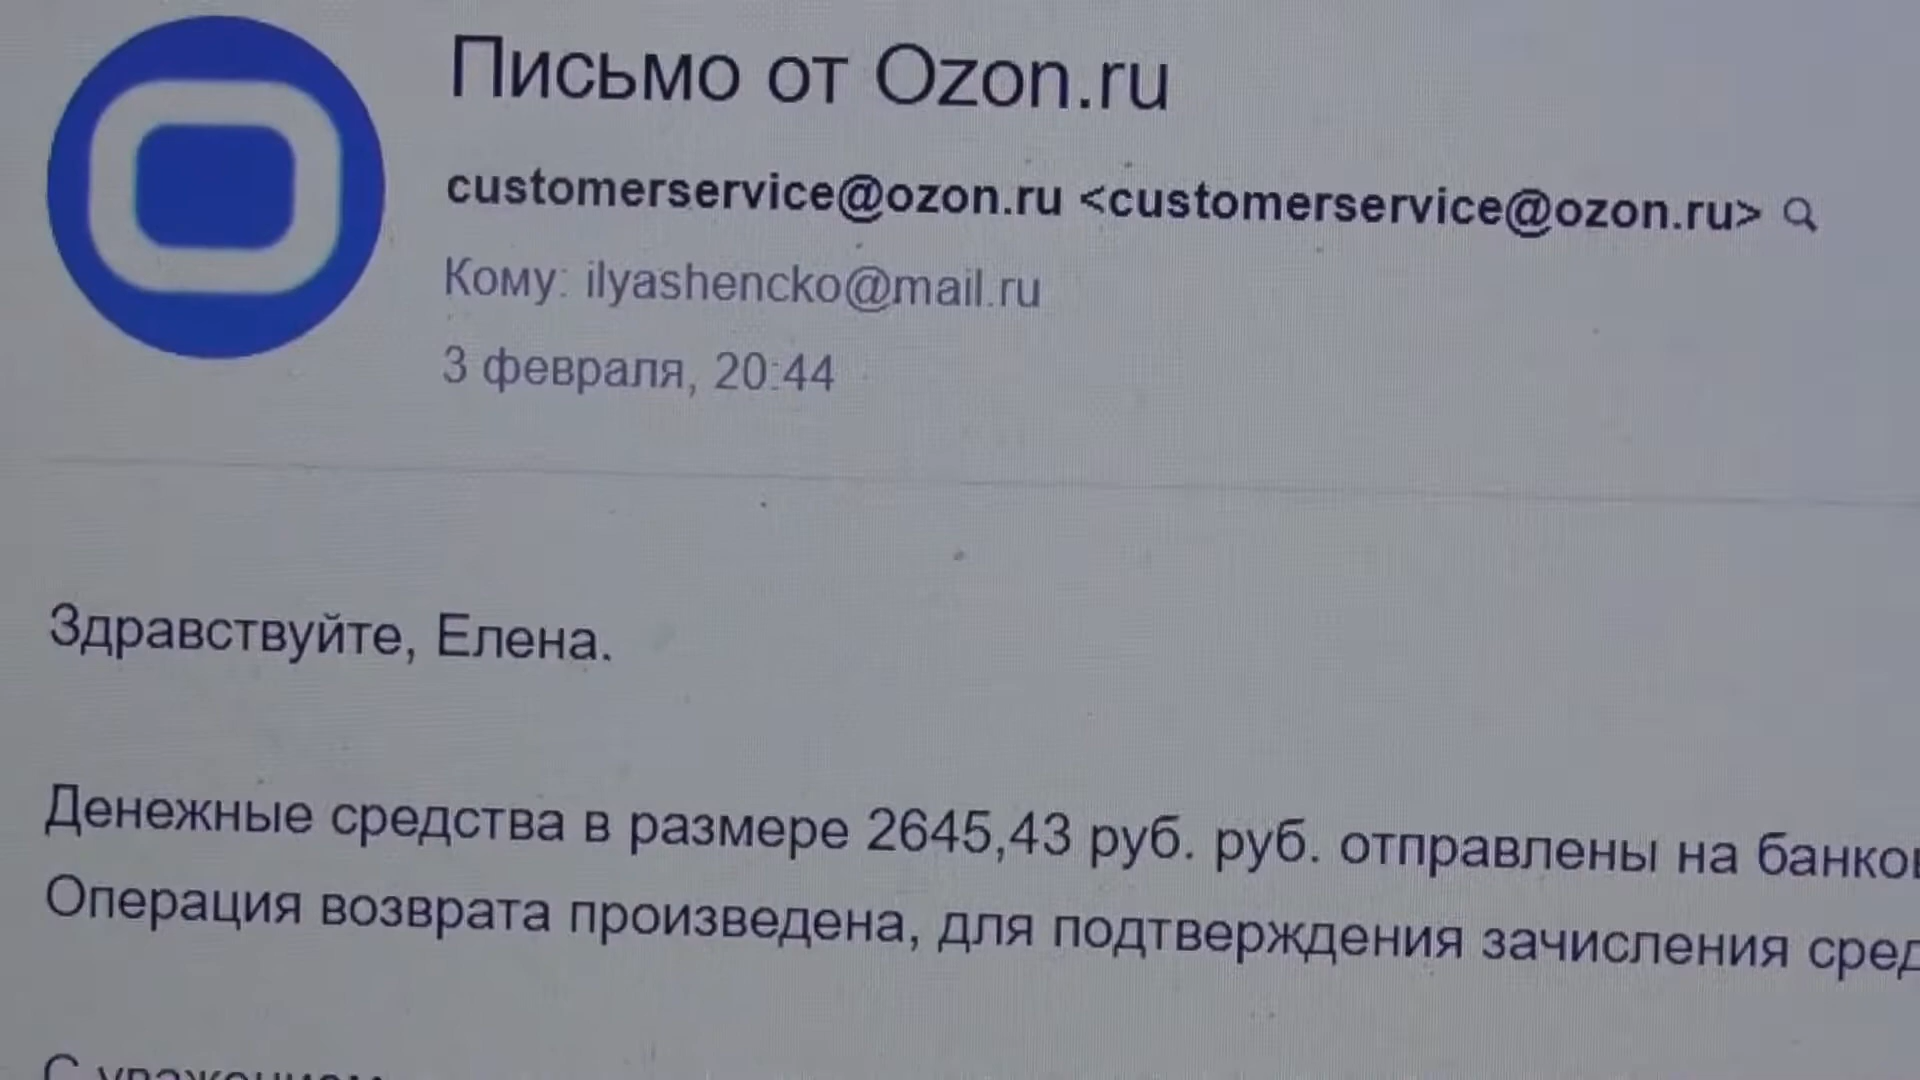 Письмо от Ozon.ru
customerservice@ozon.ru <customerservice@ozon.ru>
Кому: ilyashencko@mail.ru
3 февраля, 20:44
Здравствуйте, Елена.
Денежные средства в размере 2645,43 руб. руб. отправлены на
Операция возврата произведена, для подтверждения зачисления
С уважением